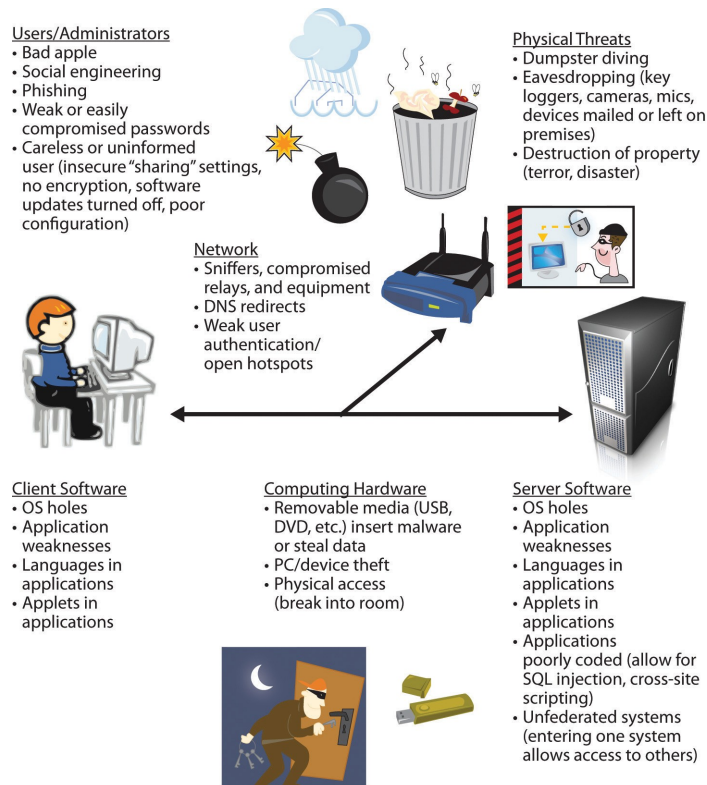 Users/Administrators
• Bad apple
• Social engineering
• Phishing
• Weak or easily
compromised passwords
• Careless or uninformed
user (insecure “sharing” settings,
no encryption, software
updates turned off, poor
configuration)
Physical Threats
• Dumpster diving
• Eavesdropping (key
loggers, cameras, mics,
devices mailed or left on
premises)
• Destruction of property
(terror, disaster)
Network
• Sniffers, compromised
relays, and equipment
• DNS redirects
• Weak user
authentication/
open hotspots
Client Software
• OS holes
• Application
weaknesses
• Languages in
applications
• Applets in
applications
Computing Hardware
• Removable media (USB,
DVD, etc.) insert malware
or steal data
• PC/device theft
• Physical access
(break into room)
Server Software
• OS holes
• Application
weaknesses
• Languages in
applications
• Applets in
applications
• Applications
poorly coded (allow for
SQL injection, cross-site
scripting)
• Unfederated systems
(entering one system
allows access to others)